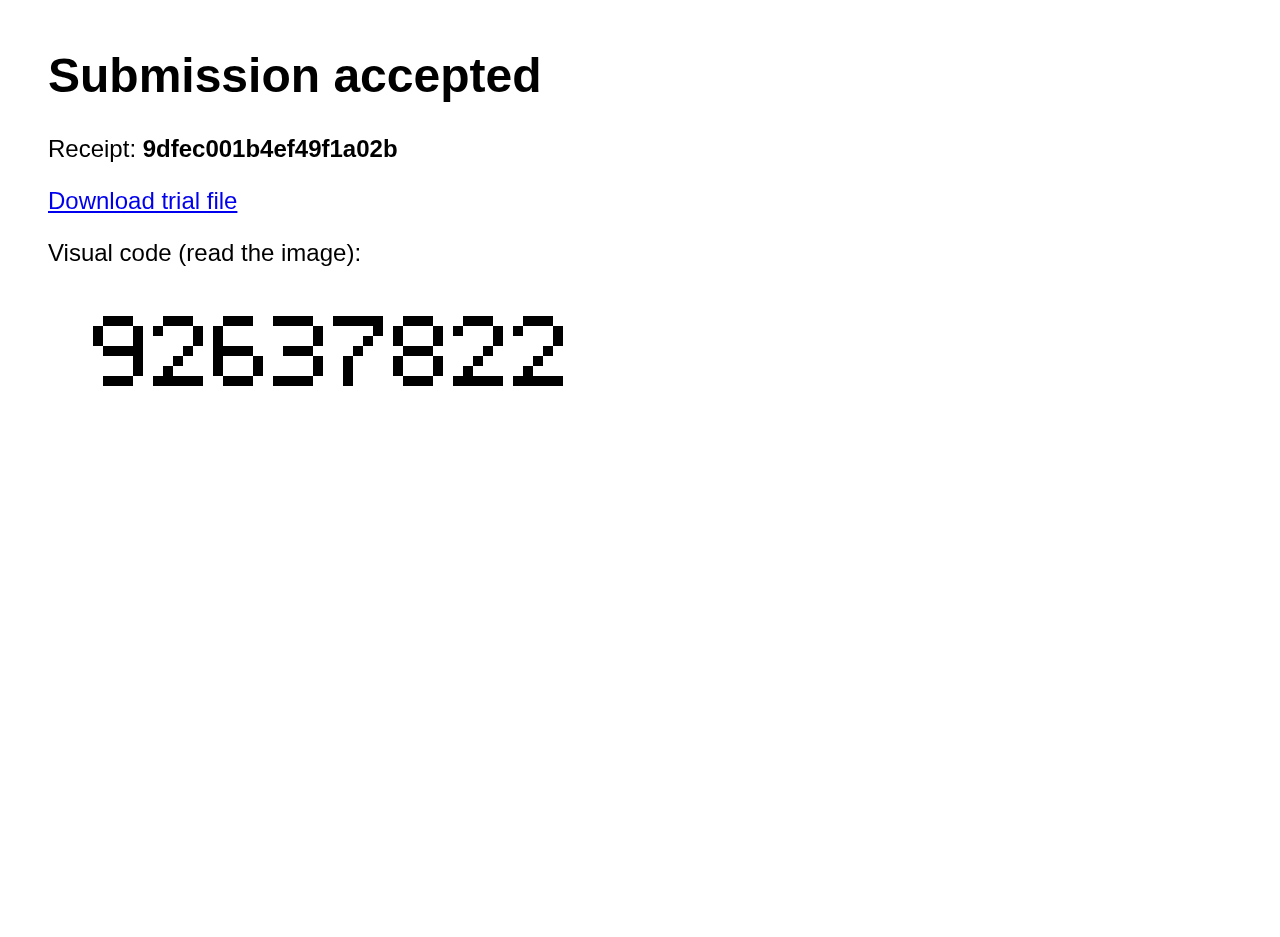 Submission accepted
Receipt: 9dfec001b4ef49f1a02b
Download trial file
Visual code (read the image):
92637822